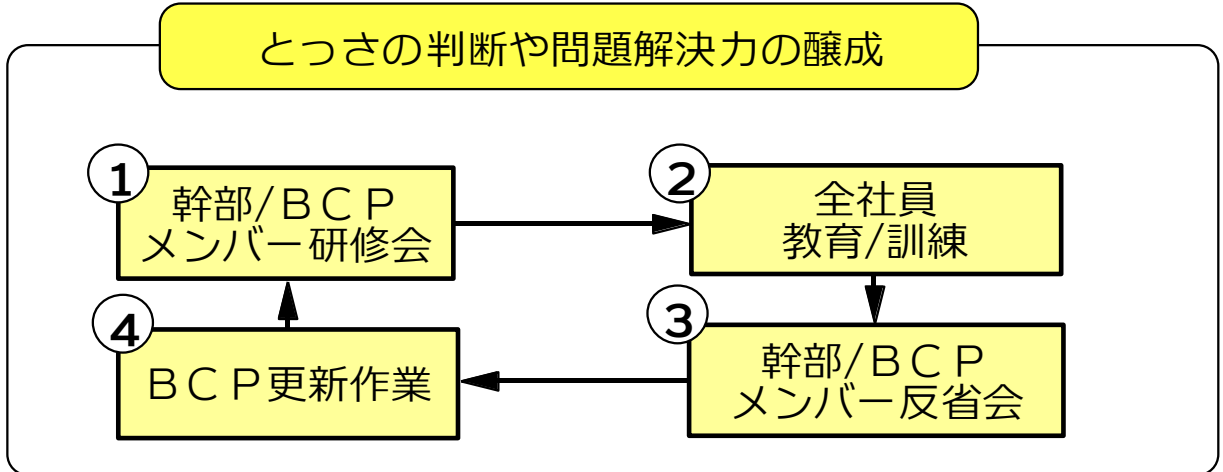 とっさの判断や問題解決力の醸成
1
幹部/ＢＣＰ
メンバー研修会
2
全社員
教育/訓練
3
幹部/ＢＣＰ
メンバー反省会
4
ＢＣＰ更新作業